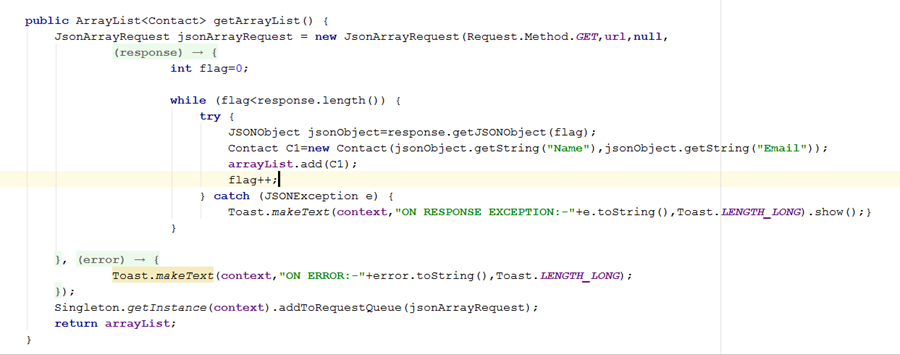 public ArrayList<Contact> getArrayList() {
    JsonArrayRequest jsonArrayRequest = new JsonArrayRequest(Request.Method.GET,url,null,
            (response) → {
                    int flag=0;

                    while (flag<response.length()) {
                        try {
                            JSONObject jsonObject=response.getJSONObject(flag);
                            Contact C1=new Contact(jsonObject.getString("Name"),jsonObject.getString("Email"));
                            arrayList.add(C1);
                            flag++;
                        } catch (JSONException e) {
                            Toast.makeText(context,"ON RESPONSE EXCEPTION:-"+e.toString(),Toast.LENGTH_LONG).show();}
                    }

    }, (error) → {
            Toast.makeText(context,"ON ERROR:-"+error.toString(),Toast.LENGTH_LONG);
    });
    Singleton.getInstance(context).addToRequestQueue(jsonArrayRequest);
    return arrayList;
}